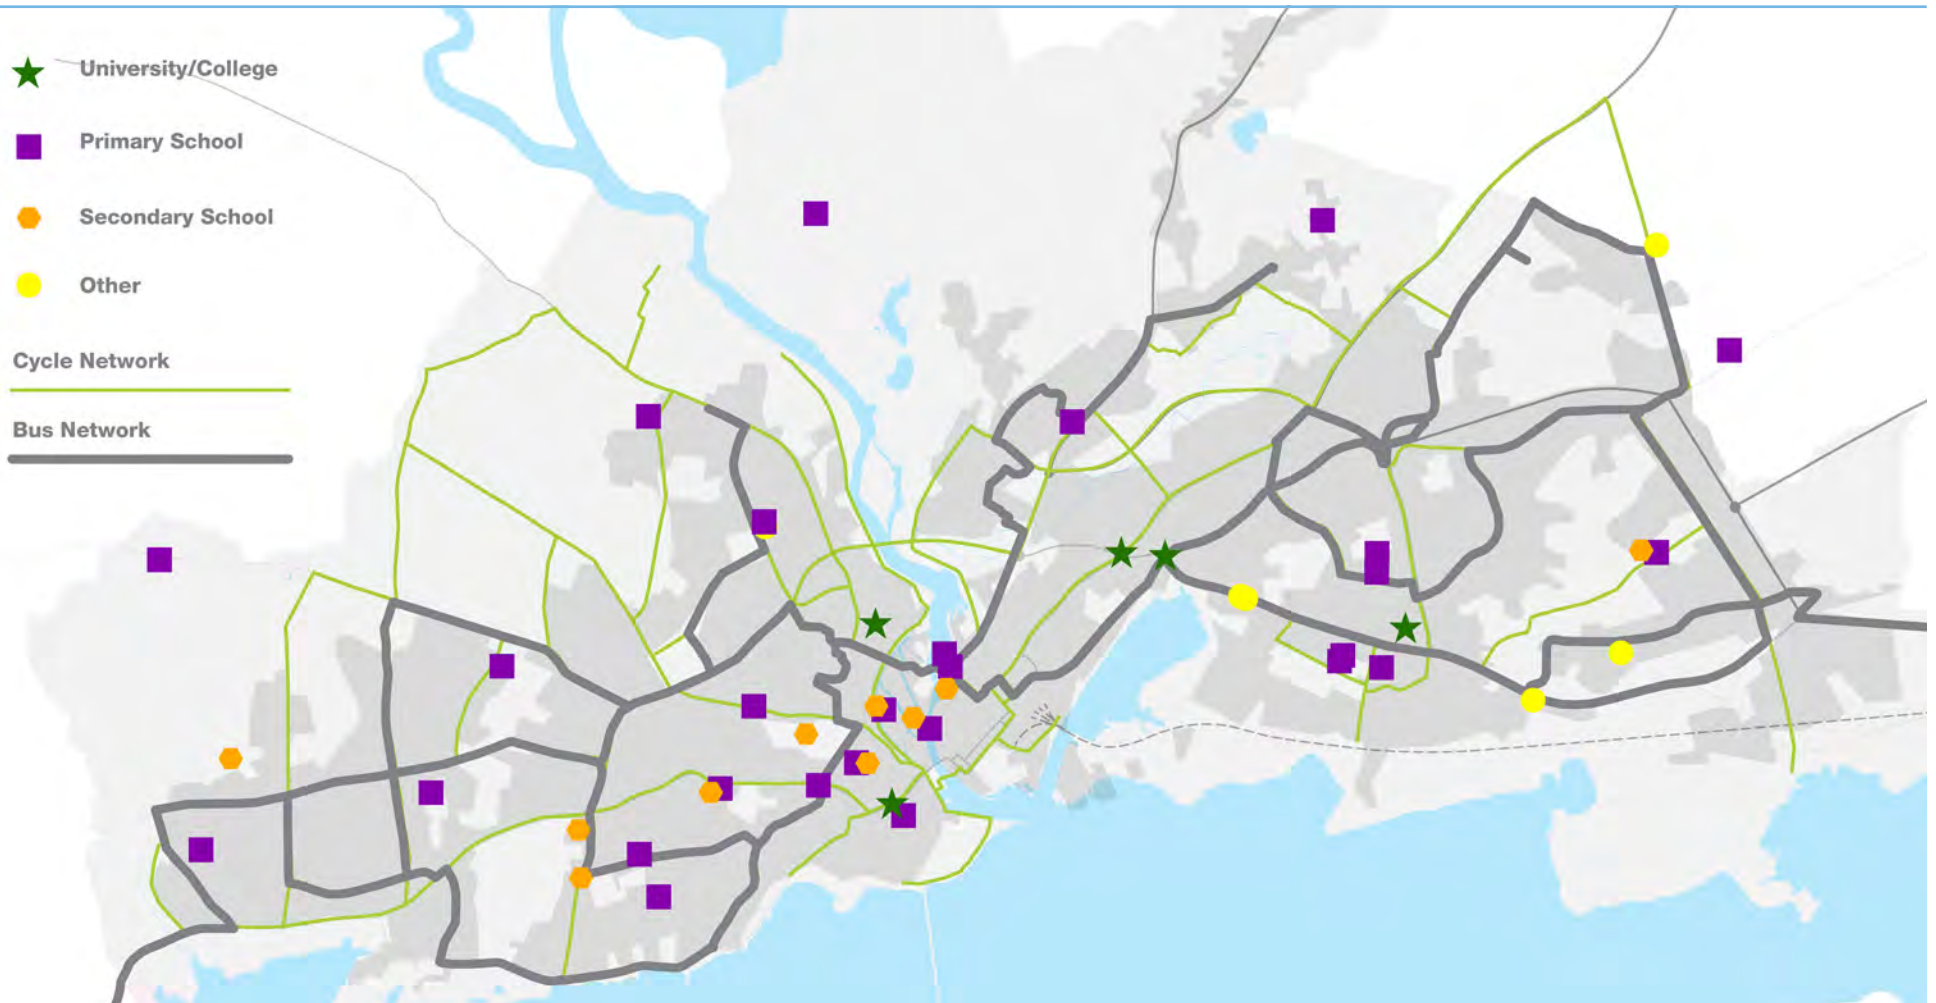 University/College
Primary School
Secondary School
Other
Cycle Network
Bus Network